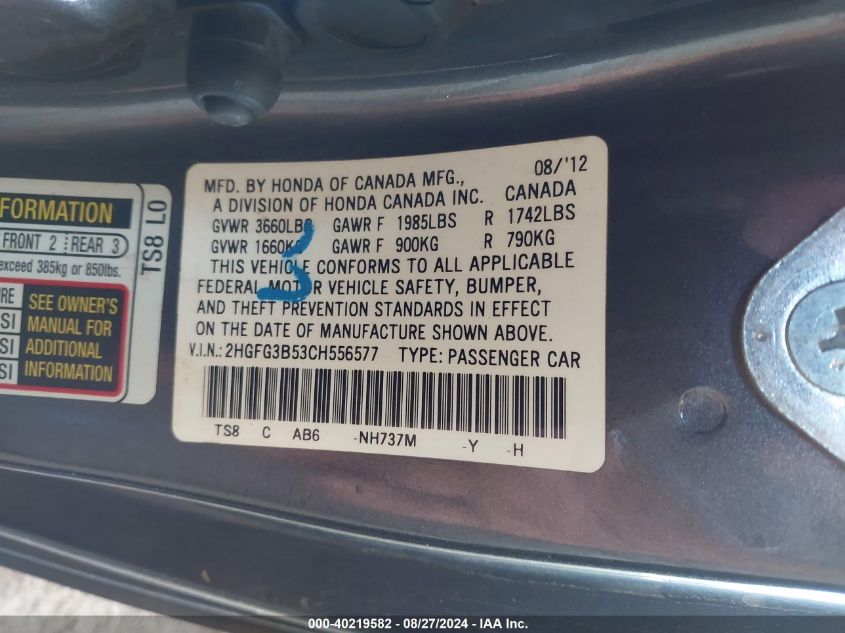 FORMATION
FRONT 2 REAR 3
exceed 385kg or 850lbs.
SEE OWNER'S
MANUAL FOR
ADDITIONAL
INFORMATION
TS8 L0
08/'12
MFD. BY HONDA OF CANADA MFG.,
A DIVISION OF HONDA CANADA INC. CANADA
GVWR 3660LBS GAWR F 1985LBS R 1742LBS
GVWR 1660KG GAWR F 900KG R 790KG
THIS VEHICLE CONFORMS TO ALL APPLICABLE
FEDERAL MOTOR VEHICLE SAFETY, BUMPER,
AND THEFT PREVENTION STANDARDS IN EFFECT
ON THE DATE OF MANUFACTURE SHOWN ABOVE.
V.I.N.: 2HGFG3B53CH556577 TYPE: PASSENGER CAR
TS8 C AB6 -NH737M -Y -H
3
000-40219582 - 08/27/2024 - IAA Inc.